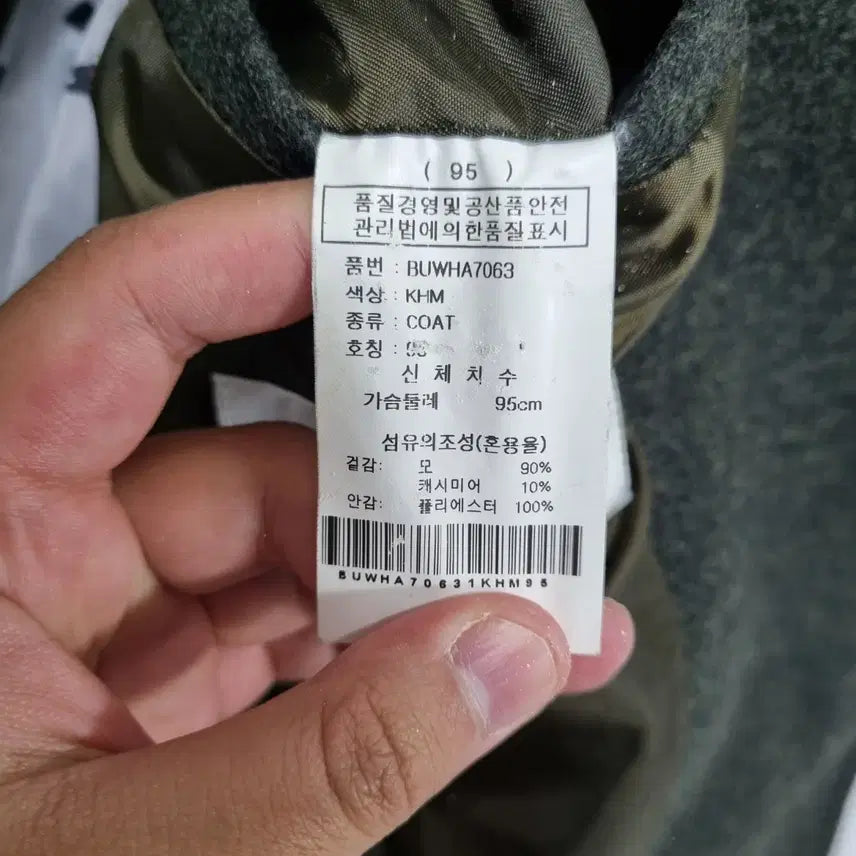 ( 95 )
품질경영및공산품안전
관리법에의한품질표시
품번 : BUWHA7063
색상 : KHM
종류 : COAT
호칭 :
신 체 치 수
가슴둘레 95cm
섬유의조성(혼용율)
겉감: 모 90%
캐시미어 10%
안감: 폴리에스터 100%
BUWHA70631KHM95